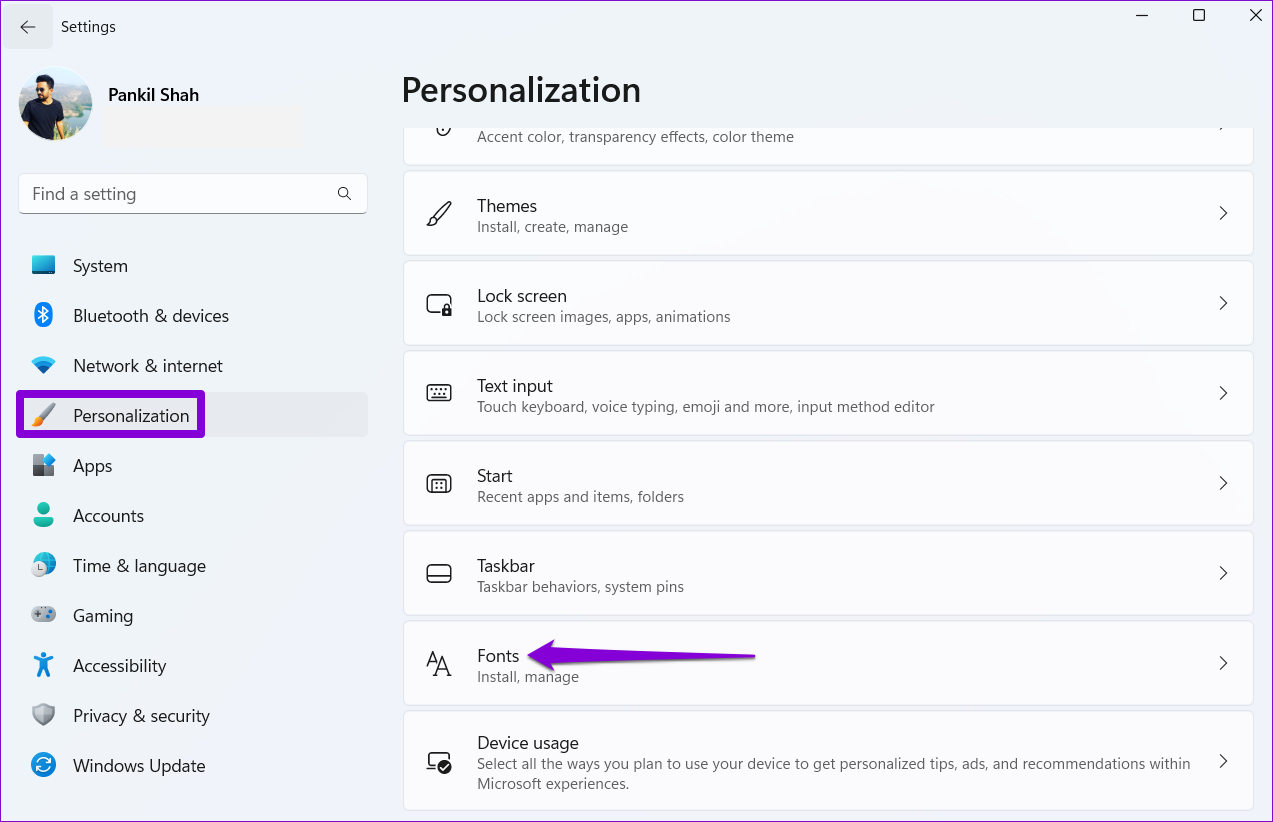 Settings
Pankil Shah
Find a setting
System
Bluetooth & devices
Network & internet
Personalization
Apps
Accounts
Time & language
Gaming
Accessibility
Privacy & security
Windows Update
Personalization
Accent color, transparency effects, color theme
Themes
Install, create, manage
Lock screen
Lock screen images, apps, animations
Text input
Touch keyboard, voice typing, emoji and more, input method editor
Start
Recent apps and items, folders
Taskbar
Taskbar behaviors, system pins
Fonts
Install, manage
Device usage
Select all the ways you plan to use your device to get personalized tips, ads, and recommendations within
Microsoft experiences.